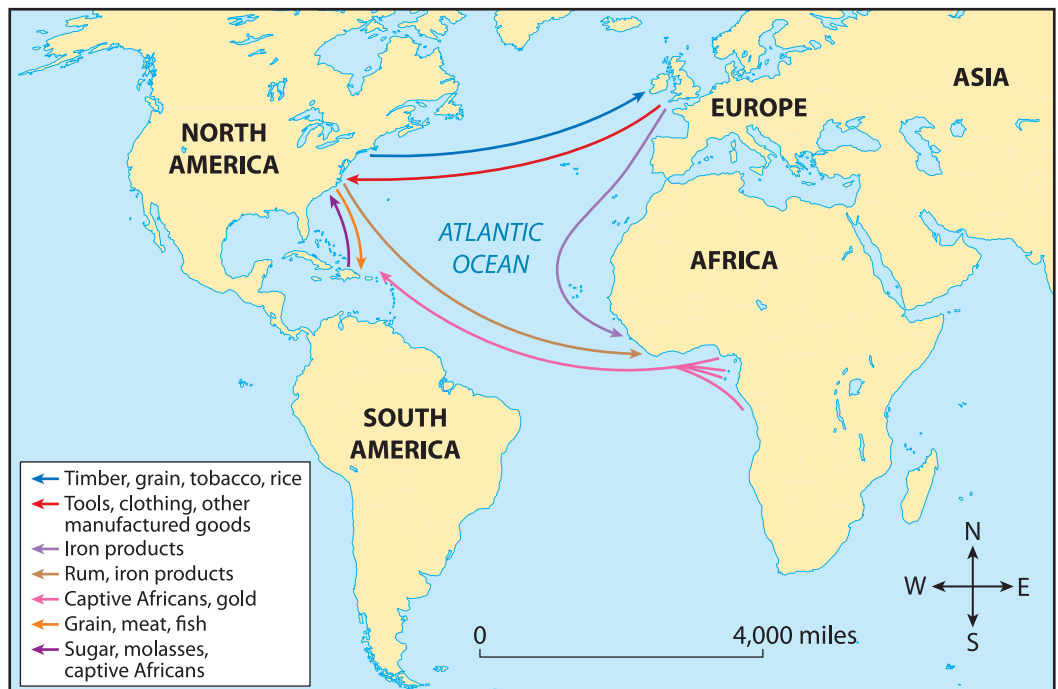 ASIA
EUROPE
NORTH
AMERICA
ATLANTIC
OCEAN
AFRICA
SOUTH
AMERICA
Timber, grain, tobacco, rice
Tools, clothing, other
manufactured goods
Iron products
Rum, iron products
Captive Africans, gold
Grain, meat, fish
Sugar, molasses,
captive Africans
N
W E
S
0 4,000 miles